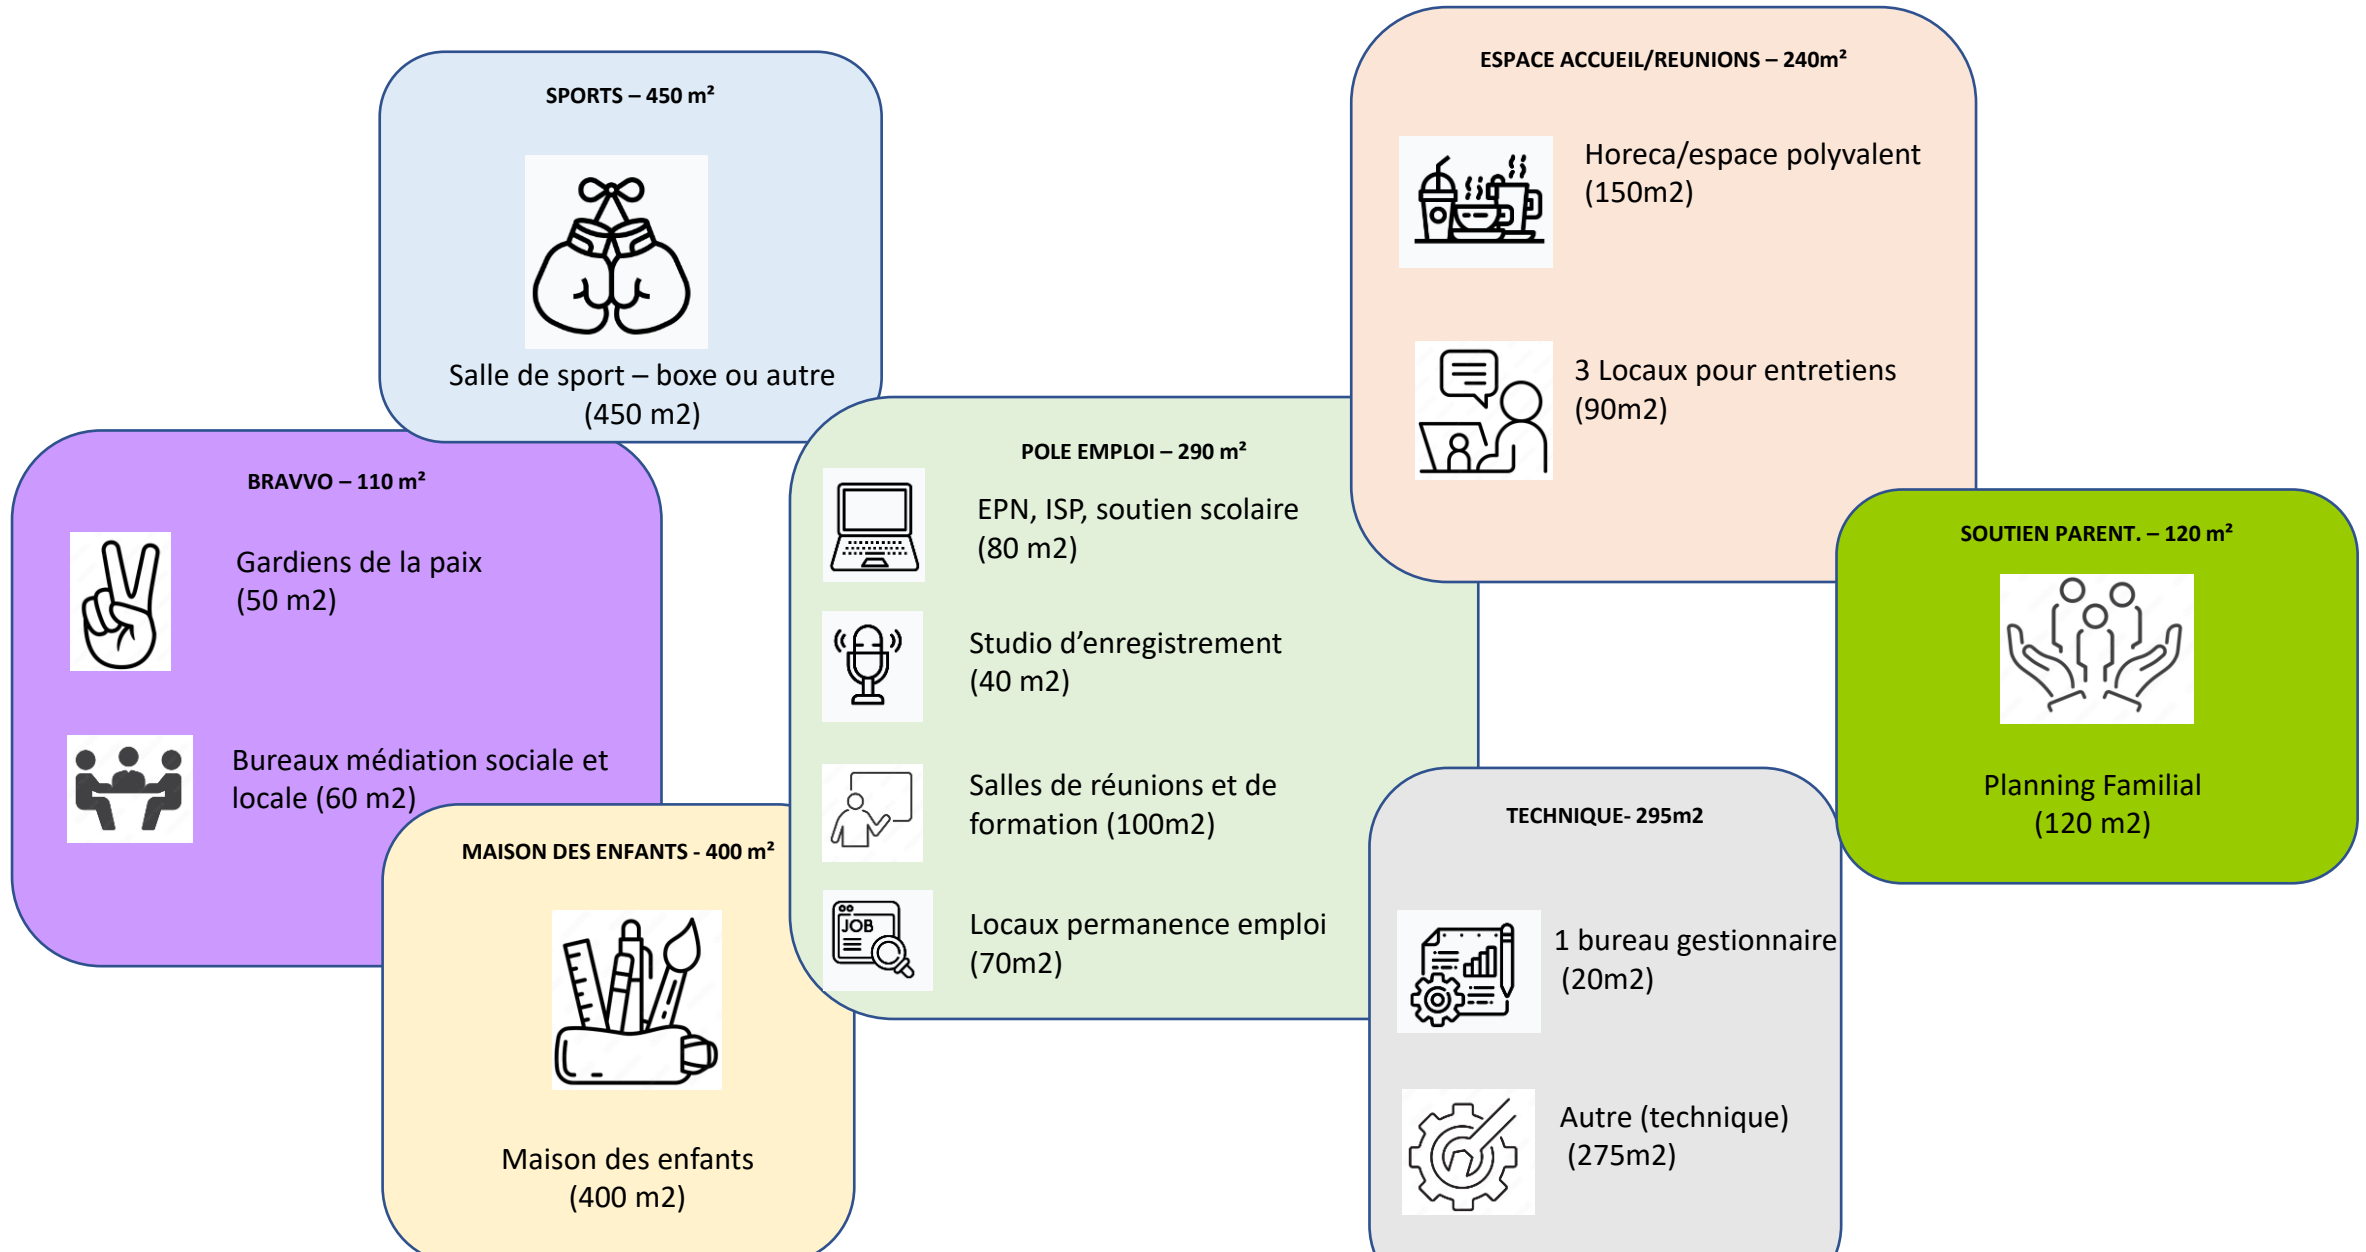 SPORTS – 450 m²
Salle de sport – boxe ou autre
(450 m2)
ESPACE ACCUEIL/REUNIONS – 240m²
Horeca/espace polyvalent
(150m2)
3 Locaux pour entretiens
(90m2)
BRAVVO – 110 m²
Gardiens de la paix
(50 m2)
Bureaux médiation sociale et
locale (60 m2)
POLE EMPLOI – 290 m²
EPN, ISP, soutien scolaire
(80 m2)
Studio d’enregistrement
(40 m2)
Salles de réunions et de
formation (100m2)
JOB
Locaux permanence emploi
(70m2)
SOUTIEN PARENT. – 120 m²
Planning Familial
(120 m2)
MAISON DES ENFANTS - 400 m²
Maison des enfants
(400 m2)
TECHNIQUE- 295m2
1 bureau gestionnaire
(20m2)
Autre (technique)
(275m2)